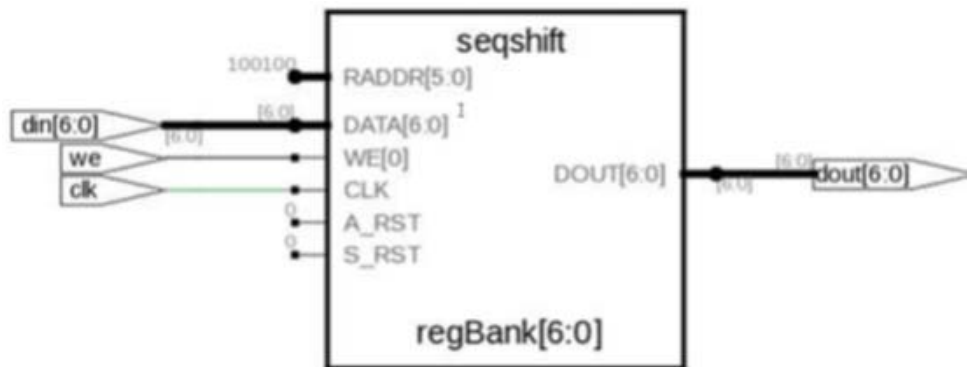 seqshift
100100
RADDR[5:0]
din[6:0]
[6:0]
[6:0]
DATA[6:0]
we
WE[0]
clk
CLK
0
A_RST
0
S_RST
DOUT[6:0]
[6:0]
[6:0]
dout[6:0]
regBank[6:0]